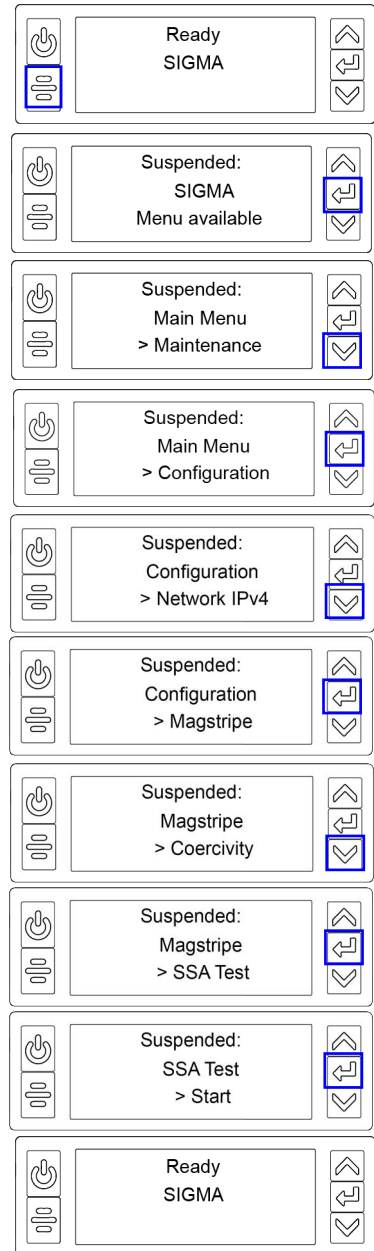 Ready
SIGMA
Suspended:
SIGMA
Menu available
Suspended:
Main Menu
> Maintenance
Suspended:
Main Menu
> Configuration
Suspended:
Configuration
> Network IPv4
Suspended:
Configuration
> Magstripe
Suspended:
Magstripe
> Coercivity
Suspended:
Magstripe
> SSA Test
Suspended:
SSA Test
> Start
Ready
SIGMA